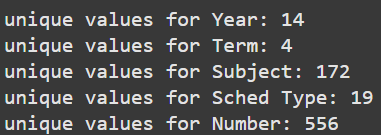 unique values for Year: 14
unique values for Term: 4
unique values for Subject: 172
unique values for Sched Type: 19
unique values for Number: 556